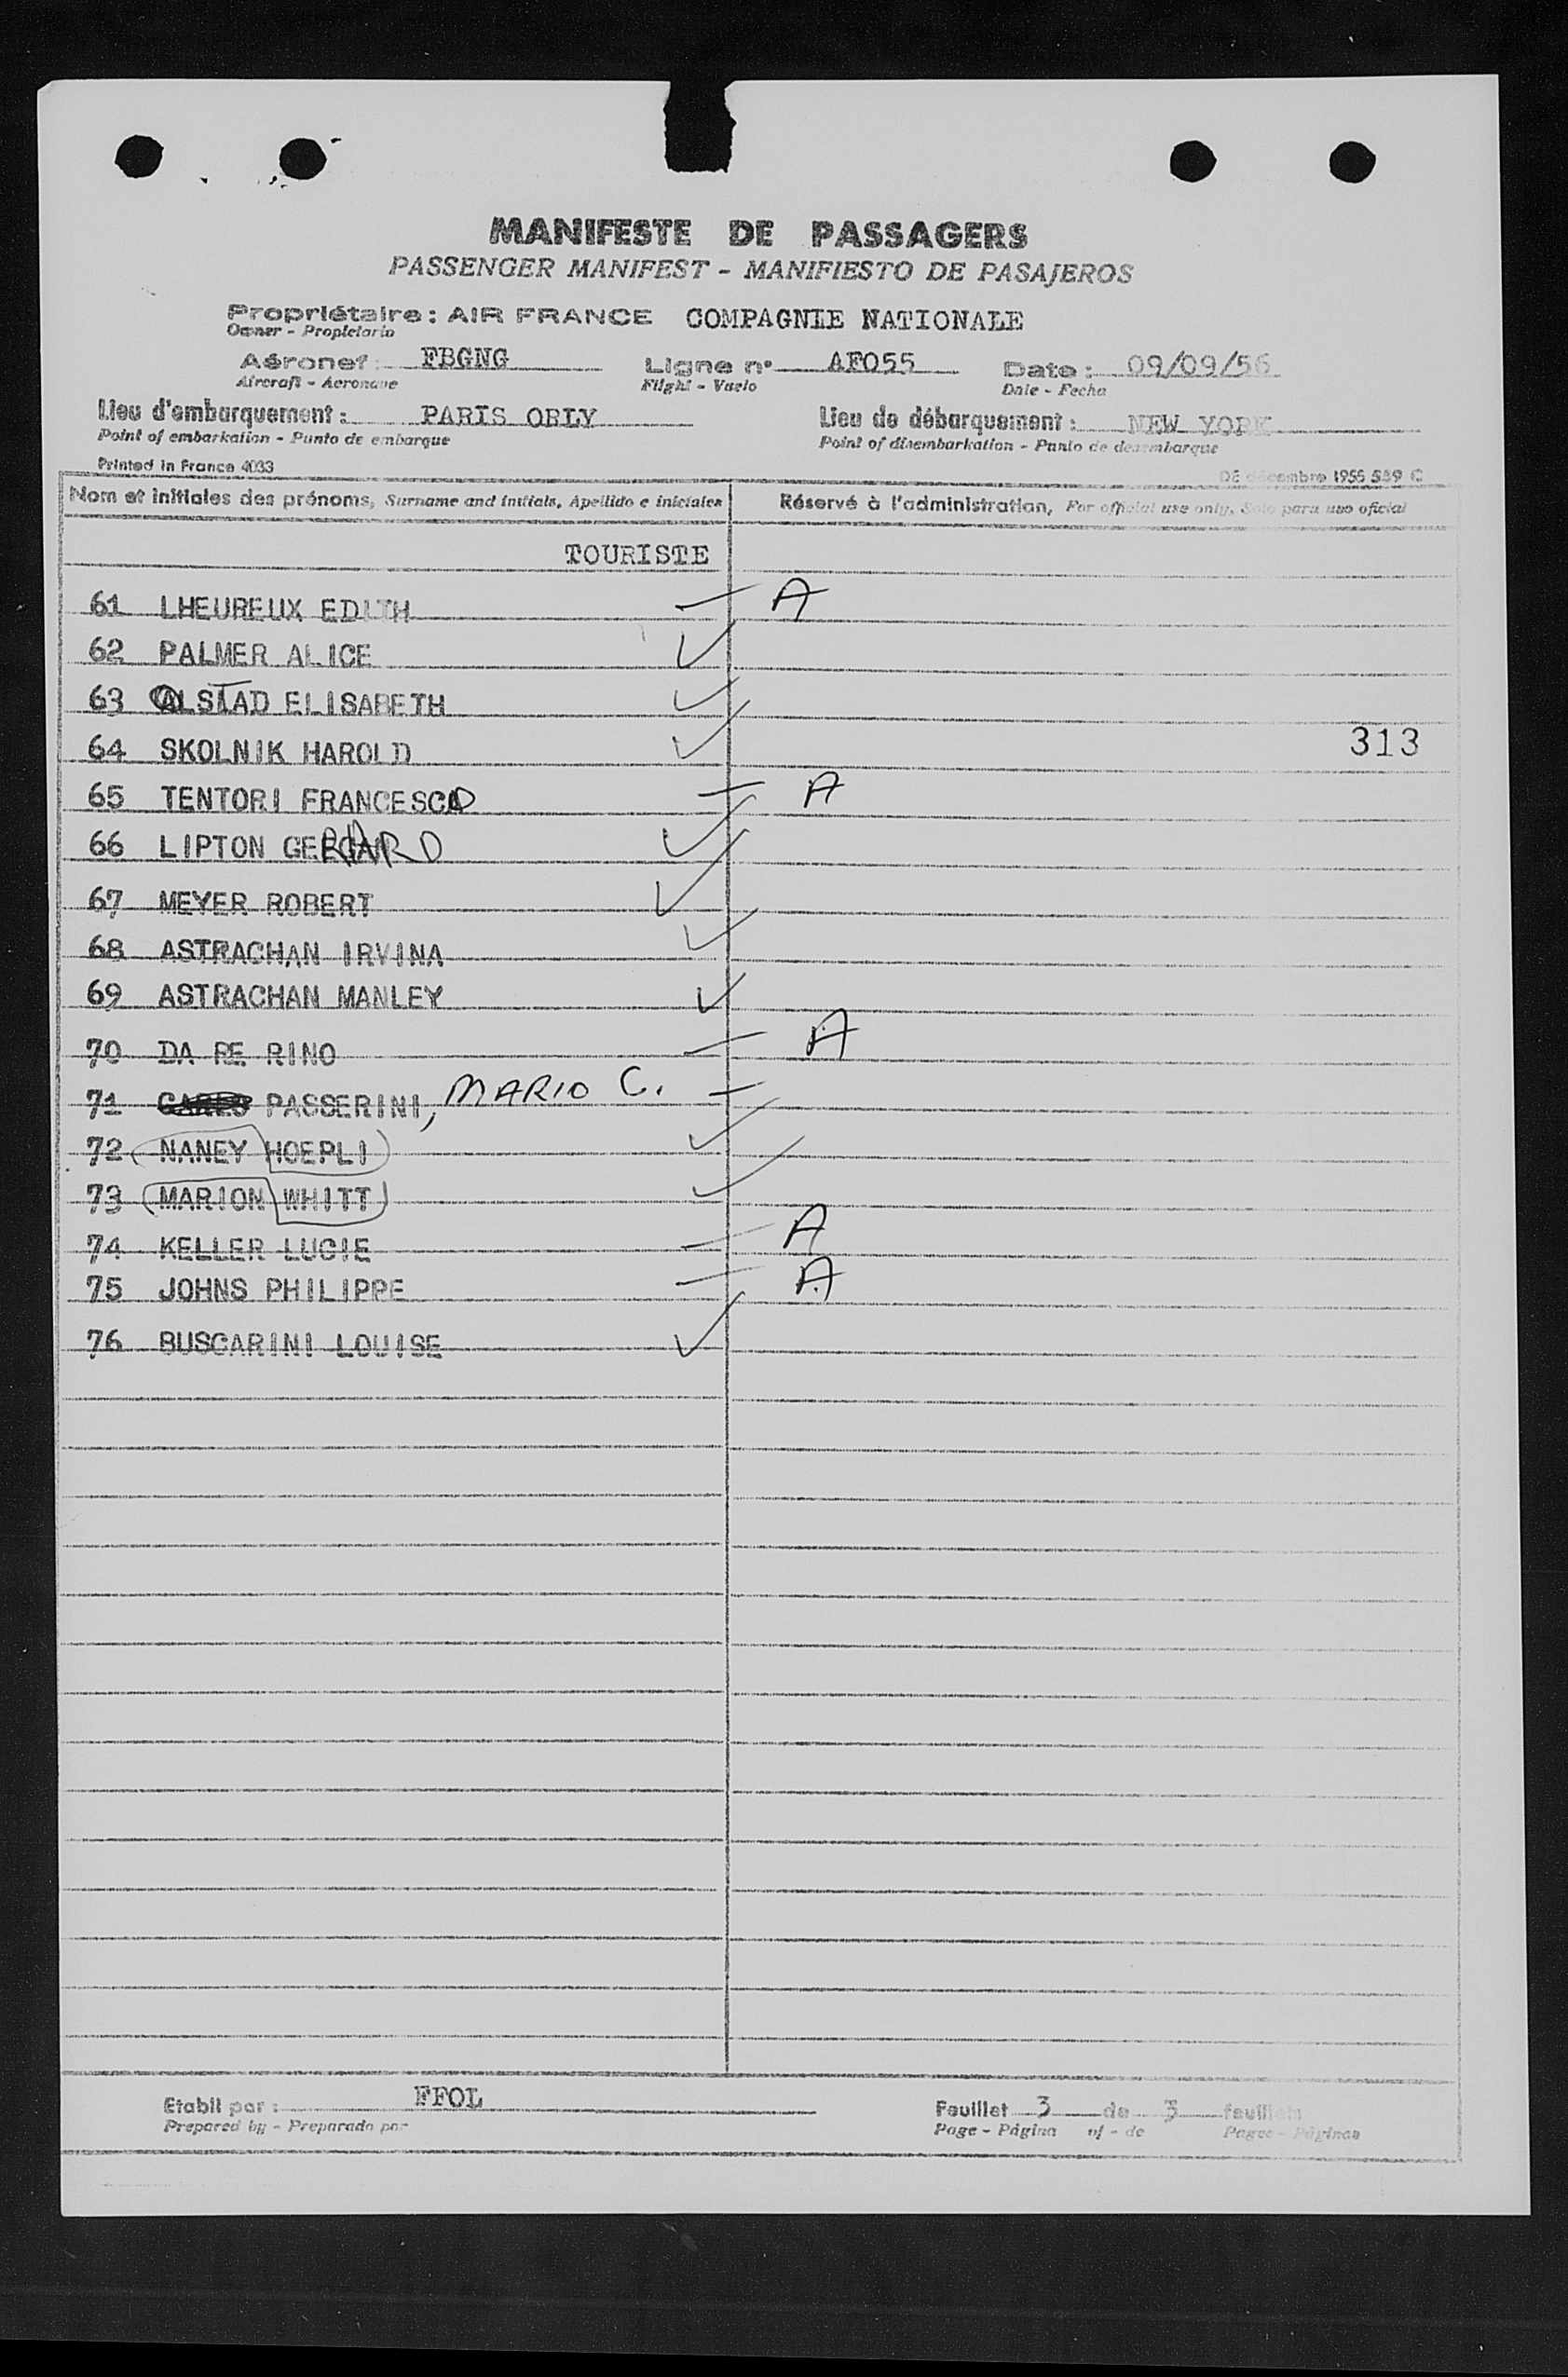 MANIFESTE DE PASSAGERS
PASSENGER MANIFEST - MANIFIESTO DE PASAJEROS
Propriétaire : AIR FRANCE COMPAGNIE NATIONALE
Owner - Propietario
Aéronef : FBGNG Ligne n° AF055 Date : 09/09/56
Aircraft - Aeronave Flight - Vuelo Date - Fecha
Lieu d'embarquement : PARIS ORLY Lieu de débarquement : NEW YORK
Point of embarkation - Punto de embarque Point of disembarkation - Punto de desembarque
Printed in France 4033 décembre 1955 589 C
Nom et initiales des prénoms, Surname and initials, Apellido e iniciales Réservé à l'administration, For official use only, Solo para uso oficial
TOURISTE
61 LHEUREUX EDITH — A
62 PALMER ALICE ✓
63 OLSTAD ELISABETH ✓
64 SKOLNIK HAROLD ✓ 313
65 TENTORI FRANCESCO — A
66 LIPTON GERHARD ✓
67 MEYER ROBERT ✓
68 ASTRACHAN IRVINA ✓
69 ASTRACHAN MANLEY ✓
70 DA RE RINO — A
71 PASSERINI, MARIO C. —
72 NANEY HOEPLI ✓
73 MARION WHITT ✓
74 KELLER LUCIE — A
75 JOHNS PHILIPPE — A
76 BUSCARINI LOUISE ✓
Etabli par : FFOL Feuillet 3 de 3 feuillets
Prepared by - Preparado por Page - Página of - de Pages - Páginas